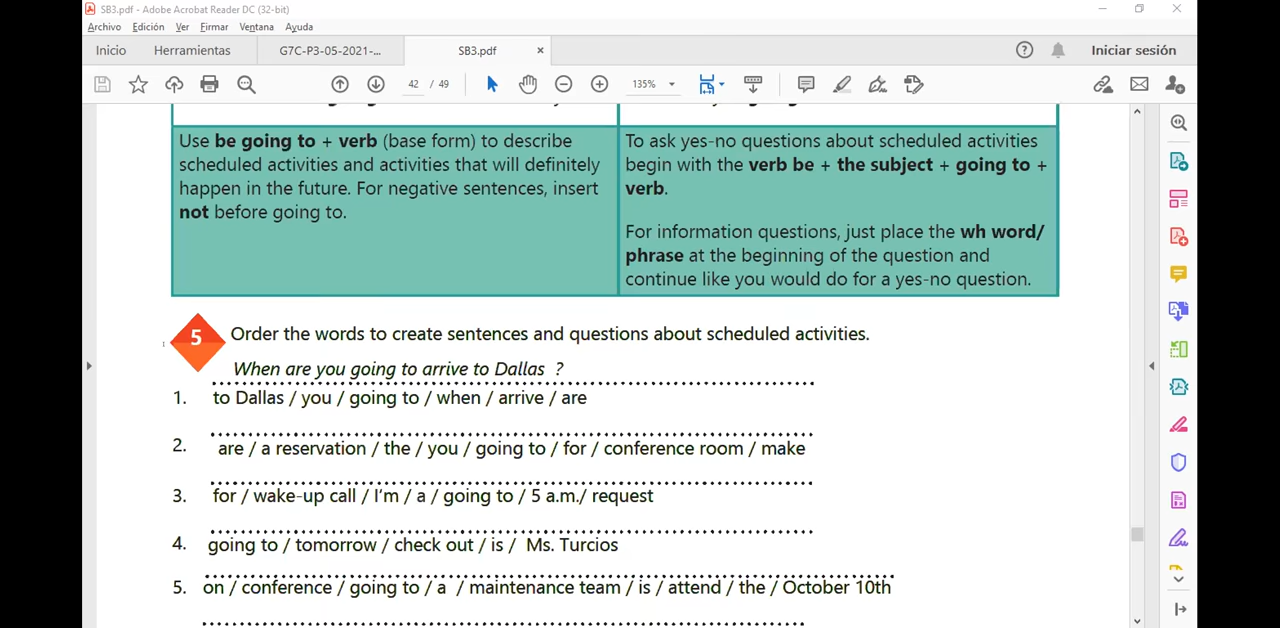 SB3.pdf - Adobe Acrobat Reader DC (32-bit)
Archivo Edición Ver Firmar Ventana Ayuda
Inicio Herramientas G7C-P3-05-2021-... SB3.pdf × Iniciar sesión
42 / 49 135%
Use be going to + verb (base form) to describe
scheduled activities and activities that will definitely
happen in the future. For negative sentences, insert
not before going to.
To ask yes-no questions about scheduled activities
begin with the verb be + the subject + going to +
verb.
For information questions, just place the wh word/
phrase at the beginning of the question and
continue like you would do for a yes-no question.
5 Order the words to create sentences and questions about scheduled activities.
When are you going to arrive to Dallas ?
1. to Dallas / you / going to / when / arrive / are
2. are / a reservation / the / you / going to / for / conference room / make
3. for / wake-up call / I'm / a / going to / 5 a.m./ request
4. going to / tomorrow / check out / is / Ms. Turcios
5. on / conference / going to / a / maintenance team / is / attend / the / October 10th